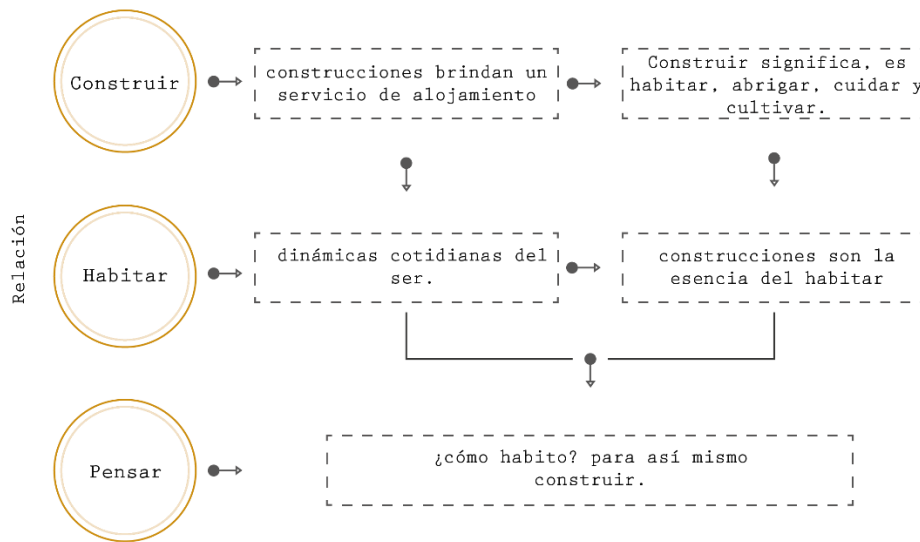 Relación
Construir
construcciones brindan un
servicio de alojamiento
Construir significa, es
habitar, abrigar, cuidar y
cultivar.
Habitar
dinámicas cotidianas del
ser.
construcciones son la
esencia del habitar
Pensar
¿cómo habito? para así mismo
construir.